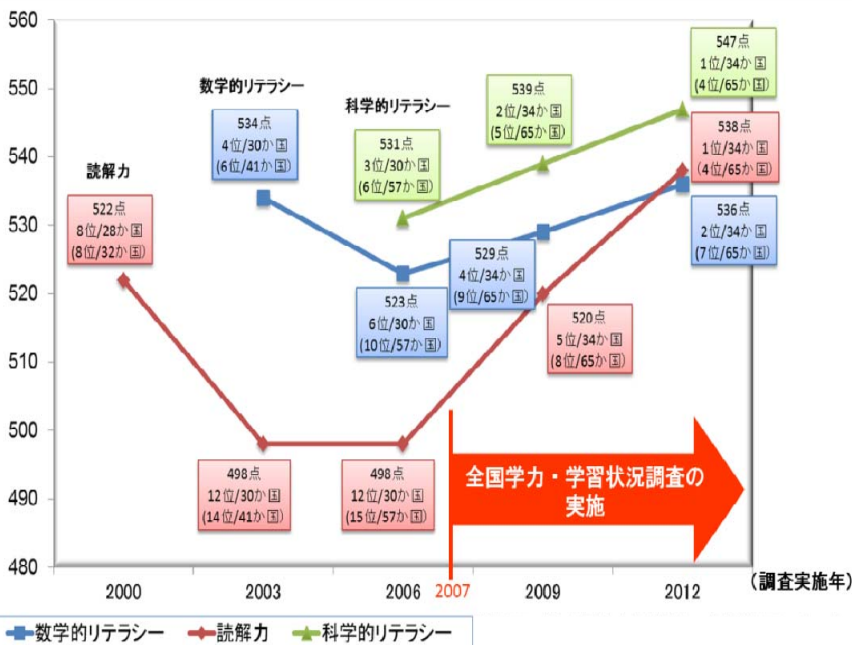 560
550
540
530
520
510
500
490
480
読解力
522点
8位/28か国
(8位/32か国)
数学的リテラシー
534点
4位/30か国
(6位/41か国)
科学的リテラシー
531点
3位/30か国
(6位/57か国)
539点
2位/34か国
(5位/65か国)
547点
1位/34か国
(4位/65か国)
538点
1位/34か国
(4位/65か国)
536点
2位/34か国
(7位/65か国)
529点
4位/34か国
(9位/65か国)
523点
6位/30か国
(10位/57か国)
520点
5位/34か国
(8位/65か国)
498点
12位/30か国
(14位/41か国)
498点
12位/30か国
(15位/57か国)
全国学力・学習状況調査の
実施
2000
2003
2006
2007
2009
2012
(調査実施年)
数学的リテラシー
読解力
科学的リテラシー